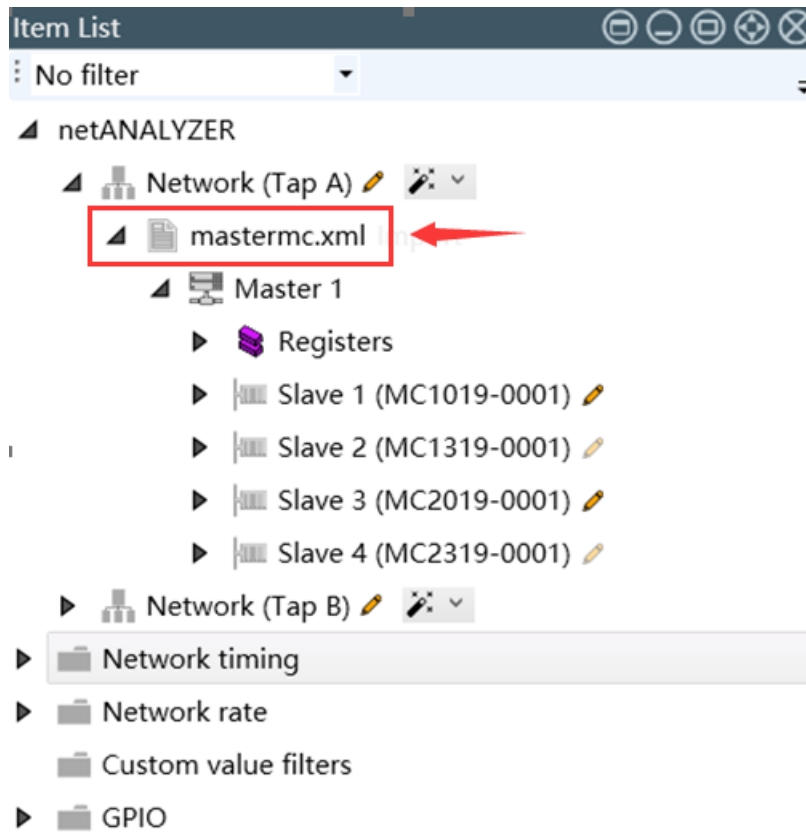 Item List
No filter
netANALYZER
Network (Tap A)
mastermc.xml Import
Master 1
Registers
Slave 1 (MC1019-0001)
Slave 2 (MC1319-0001)
Slave 3 (MC2019-0001)
Slave 4 (MC2319-0001)
Network (Tap B)
Network timing
Network rate
Custom value filters
GPIO